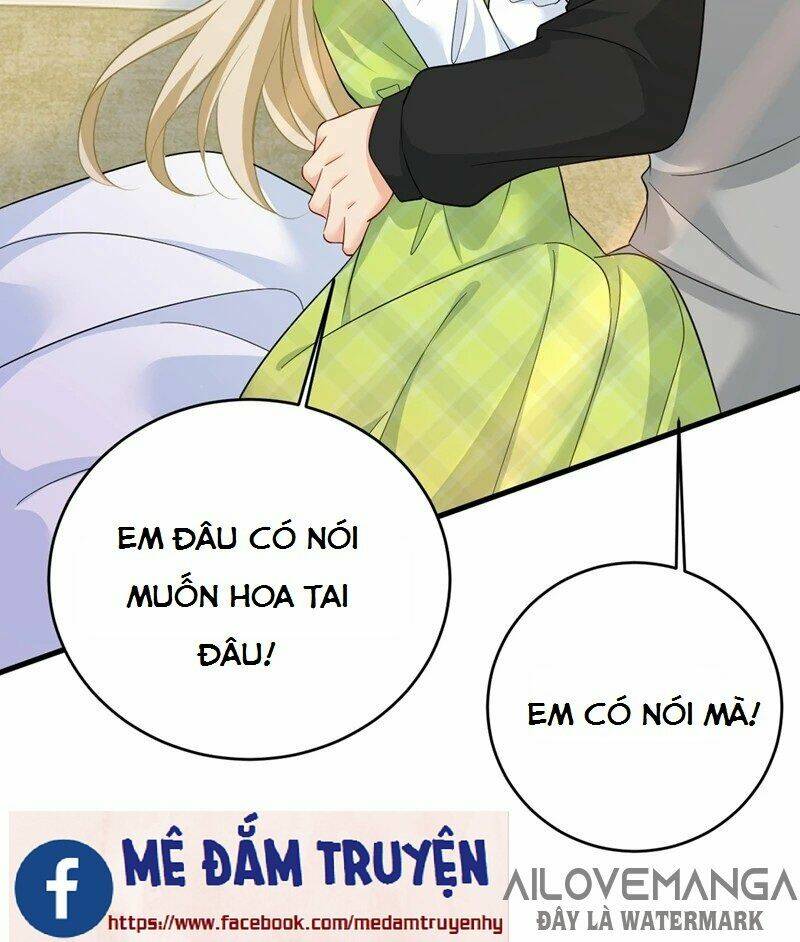 EM ĐÂU CÓ NÓI
MUỐN HOA TAI
ĐÂU!
EM CÓ NÓI MÀ!
f MÊ ĐẮM TRUYỆN
https://www.facebook.com/medamtruyenhy
AILOVEMANGA
ĐÂY LÀ WATERMARK